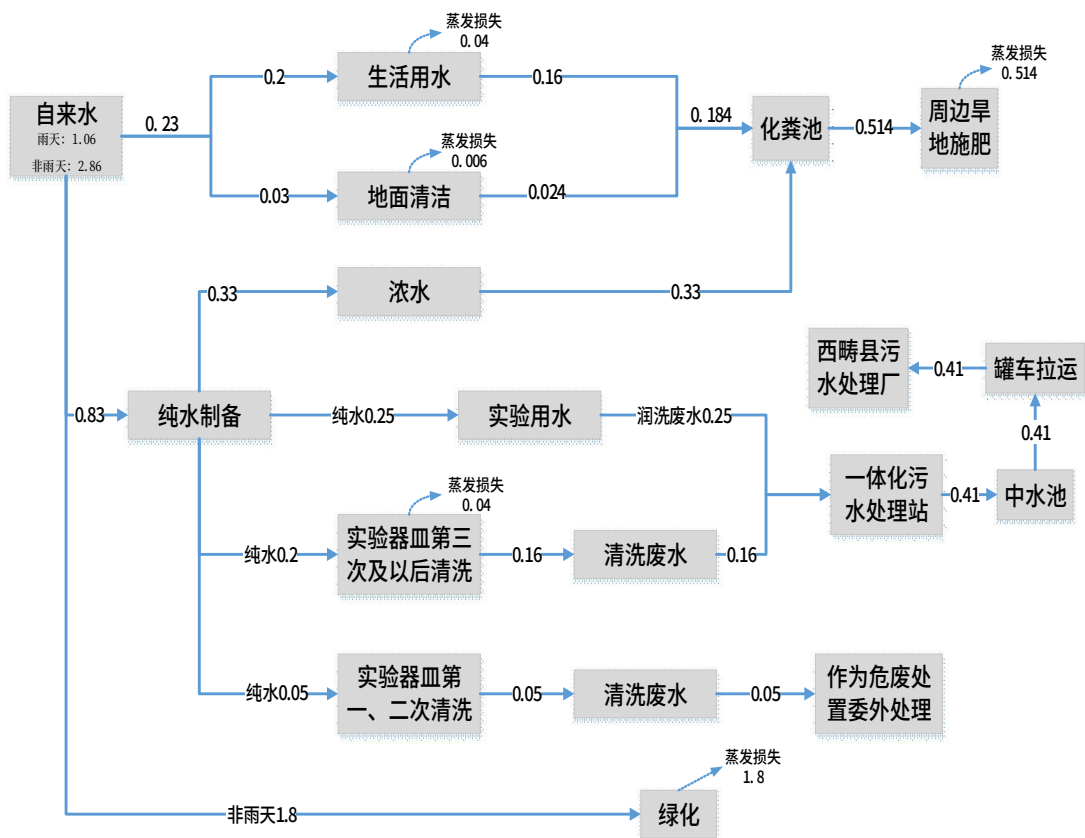 蒸发损失
0.04
生活用水
0.2
0.16
自来水
雨天：1.06
非雨天：2.86
0.23
蒸发损失
0.006
地面清洁
0.03
0.024
0.184
化粪池
0.514
蒸发损失
0.514
周边旱
地施肥
0.33
浓水
0.33
0.83
纯水制备
纯水0.25
实验用水
润洗废水0.25
西畴县污
水处理厂
0.41
罐车拉运
0.41
一体化污
水处理站
0.41
中水池
蒸发损失
0.04
纯水0.2
实验器皿第三
次及以后清洗
0.16
清洗废水
0.16
纯水0.05
实验器皿第
一、二次清洗
0.05
清洗废水
0.05
作为危废处
置委外处理
蒸发损失
1.8
非雨天1.8
绿化